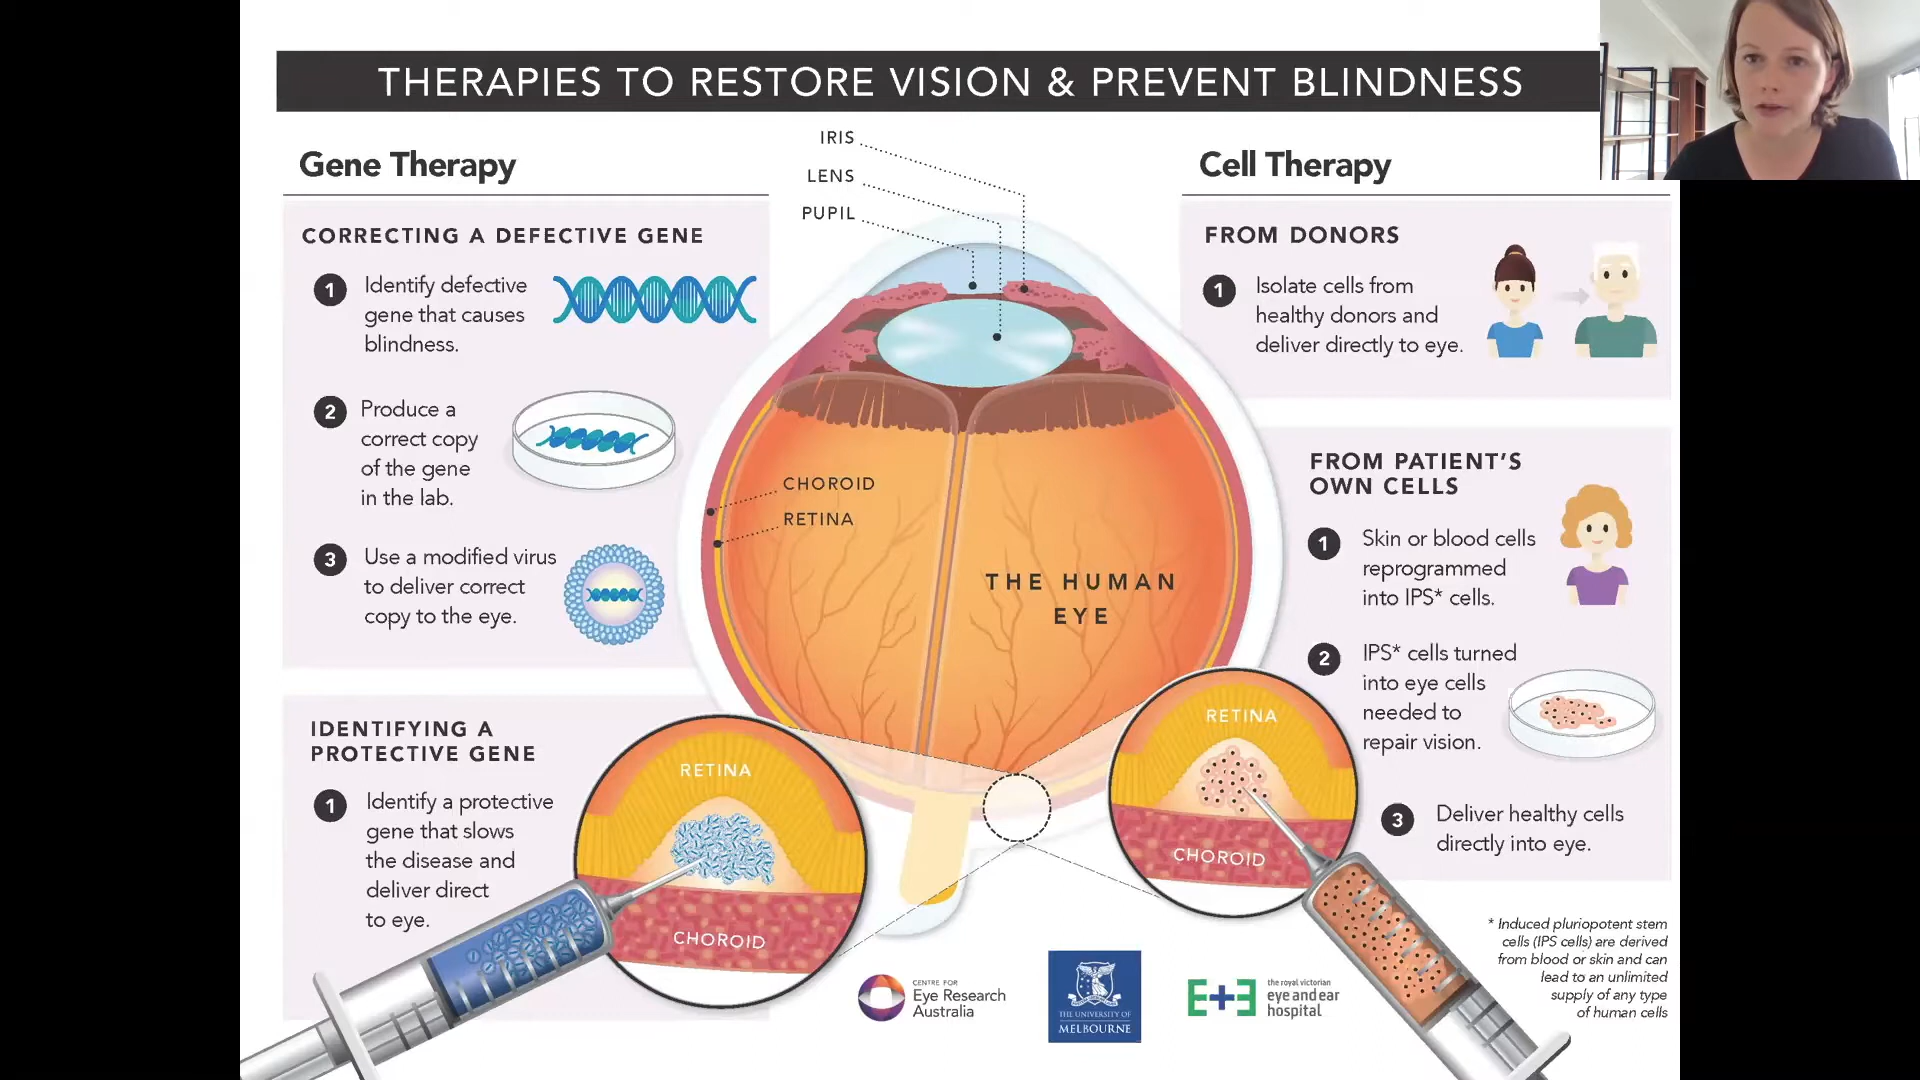 THERAPIES TO RESTORE VISION & PREVENT BLINDNESS
Gene Therapy
CORRECTING A DEFECTIVE GENE
1
Identify defective
gene that causes
blindness.
2
Produce a
correct copy
of the gene
in the lab.
3
Use a modified virus
to deliver correct
copy to the eye.
IDENTIFYING A
PROTECTIVE GENE
1
Identify a protective
gene that slows
the disease and
deliver direct
to eye.
IRIS
LENS
PUPIL
CHOROID
RETINA
THE HUMAN
EYE
RETINA
CHOROID
RETINA
CHOROID
Cell Therapy
FROM DONORS
1
Isolate cells from
healthy donors and
deliver directly to eye.
FROM PATIENT'S
OWN CELLS
1
Skin or blood cells
reprogrammed
into IPS* cells.
2
IPS* cells turned
into eye cells
needed to
repair vision.
3
Deliver healthy cells
directly into eye.
* Induced pluriopotent stem
cells (IPS cells) are derived
from blood or skin and can
lead to an unlimited
supply of any type
of human cells
CENTRE FOR
Eye Research
Australia
THE UNIVERSITY OF
MELBOURNE
E+E
the royal victorian
eye and ear
hospital